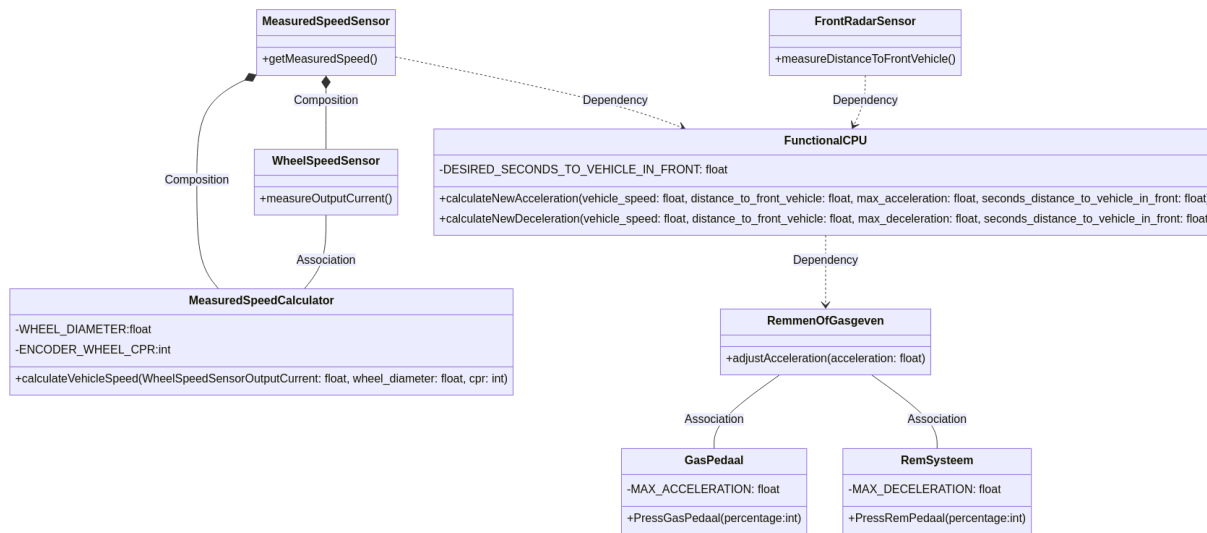 MeasuredSpeedSensor
+getMeasuredSpeed()
FrontRadarSensor
+measureDistanceToFrontVehicle()
Composition
Dependency
Dependency
FunctionalCPU
-DESIRED_SECONDS_TO_VEHICLE_IN_FRONT: float
+calculateNewAcceleration(vehicle_speed: float, distance_to_front_vehicle: float, max_acceleration: float, seconds_distance_to_vehicle_in_front: float)
+calculateNewDeceleration(vehicle_speed: float, distance_to_front_vehicle: float, max_deceleration: float, seconds_distance_to_vehicle_in_front: float
WheelSpeedSensor
+measureOutputCurrent()
Composition
Association
Dependency
MeasuredSpeedCalculator
-WHEEL_DIAMETER:float
-ENCODER_WHEEL_CPR:int
+calculateVehicleSpeed(WheelSpeedSensorOutputCurrent: float, wheel_diameter: float, cpr: int)
RemmenOfGasgeven
+adjustAcceleration(acceleration: float)
Association
Association
GasPedaal
-MAX_ACCELERATION: float
+PressGasPedaal(percentage:int)
RemSysteem
-MAX_DECELERATION: float
+PressRemPedaal(percentage:int)